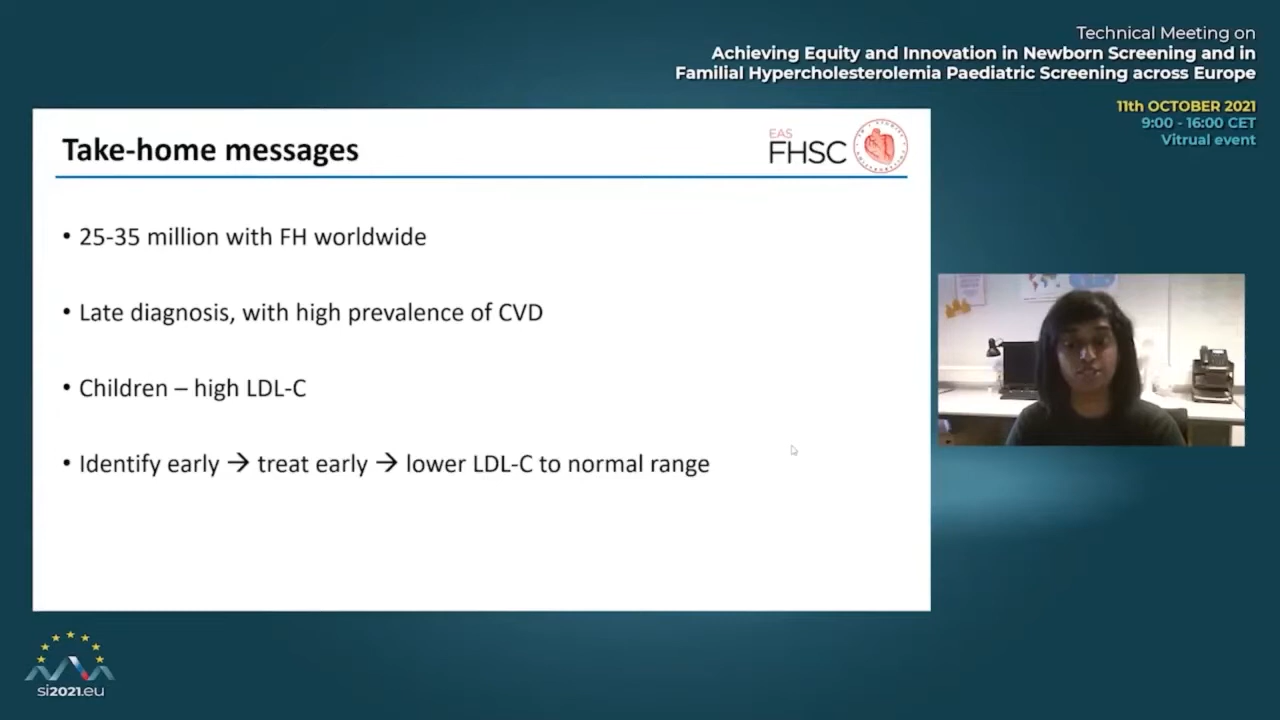 Technical Meeting on
Achieving Equity and Innovation in Newborn Screening and in
Familial Hypercholesterolemia Paediatric Screening across Europe
11th OCTOBER 2021
9:00 - 16:00 CET
Vitrual event
Take-home messages
EAS
FHSC
• 25-35 million with FH worldwide
• Late diagnosis, with high prevalence of CVD
• Children – high LDL-C
• Identify early → treat early → lower LDL-C to normal range
si2021.eu